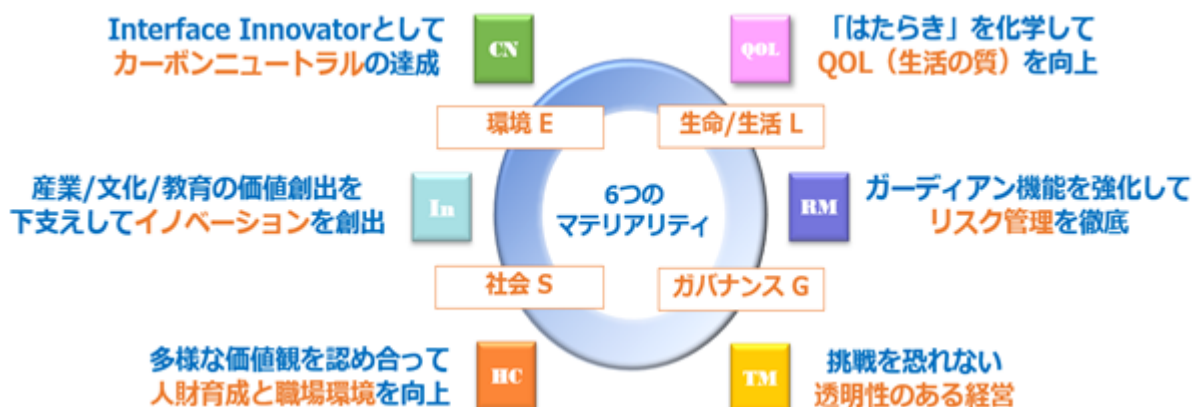 Interface Innovatorとして
カーボンニュートラルの達成
CN
QOL
「はたらき」を化学して
QOL（生活の質）を向上
環境 E
生命/生活 L
産業/文化/教育の価値創出を
下支えしてイノベーションを創出
In
6つの
マテリアリティ
RM
ガーディアン機能を強化して
リスク管理を徹底
社会 S
ガバナンス G
多様な価値観を認め合って
人財育成と職場環境を向上
HC
TM
挑戦を恐れない
透明性のある経営